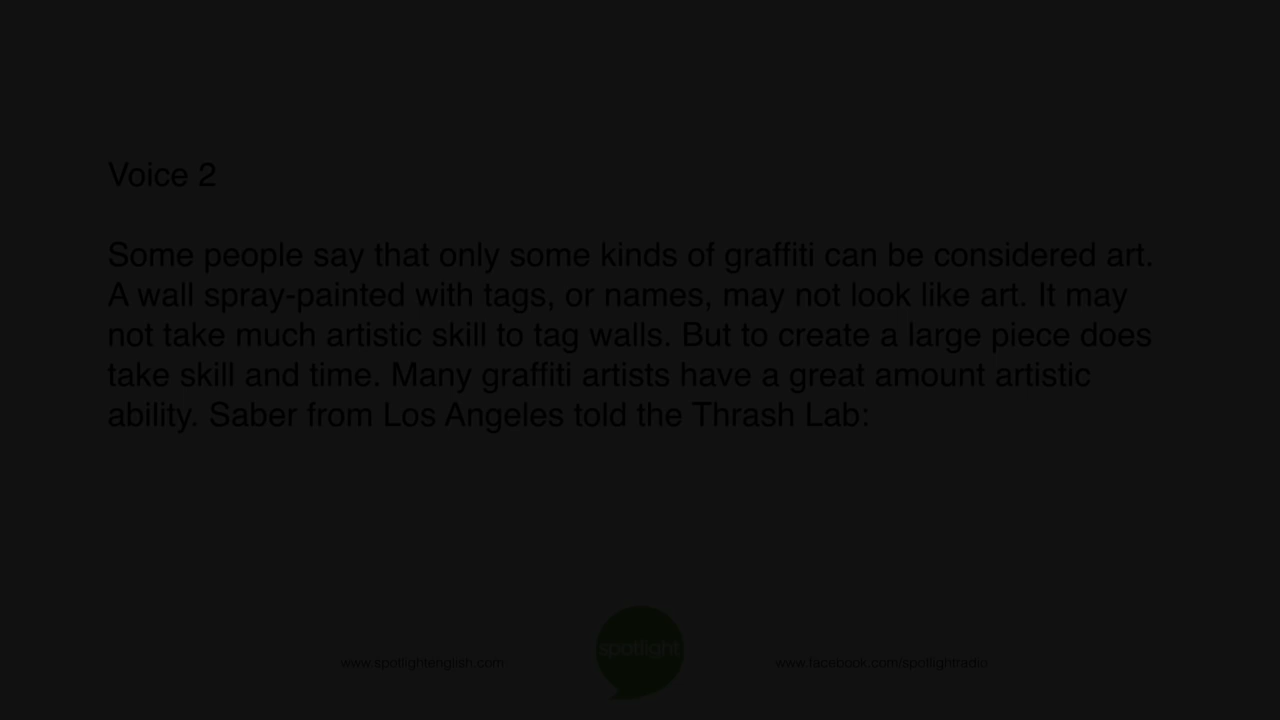 Voice 2
Some people say that only some kinds of graffiti can be considered art.
A wall spray-painted with tags, or names, may not look like art. It may
not take much artistic skill to tag walls. But to create a large piece does
take skill and time. Many graffiti artists have a great amount artistic
ability. Saber from Los Angeles told the Thrash Lab:
spotlight
www.spotlightenglish.com
www.facebook.com/spotlightradio